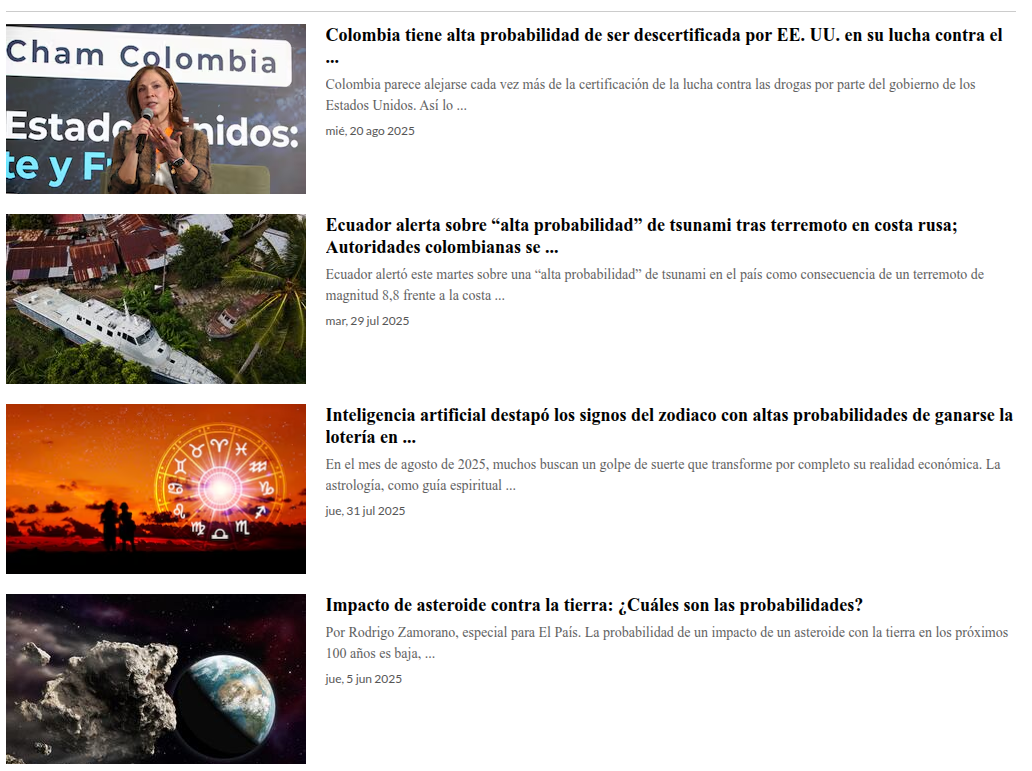 Cham Colombia
Estado nidos:
te y F
Colombia tiene alta probabilidad de ser descertificada por EE. UU. en su lucha contra el
...
Colombia parece alejarse cada vez más de la certificación de la lucha contra las drogas por parte del gobierno de los
Estados Unidos. Así lo ...
mié, 20 ago 2025
Ecuador alerta sobre “alta probabilidad” de tsunami tras terremoto en costa rusa;
Autoridades colombianas se ...
Ecuador alertó este martes sobre una “alta probabilidad” de tsunami en el país como consecuencia de un terremoto de
magnitud 8,8 frente a la costa ...
mar, 29 jul 2025
Inteligencia artificial destapó los signos del zodiaco con altas probabilidades de ganarse la
lotería en ...
En el mes de agosto de 2025, muchos buscan un golpe de suerte que transforme por completo su realidad económica. La
astrología, como guía espiritual ...
jue, 31 jul 2025
Impacto de asteroide contra la tierra: ¿Cuáles son las probabilidades?
Por Rodrigo Zamorano, especial para El País. La probabilidad de un impacto de un asteroide con la tierra en los próximos
100 años es baja, ...
jue, 5 jun 2025